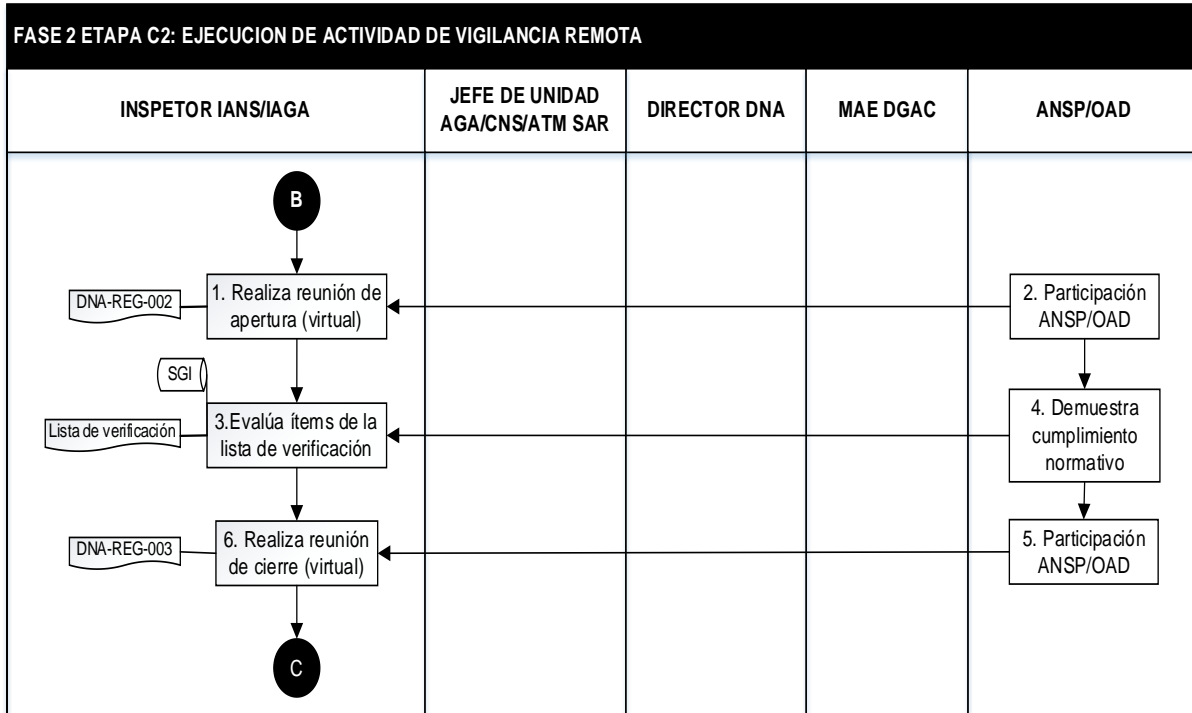 FASE 2 ETAPA C2: EJECUCION DE ACTIVIDAD DE VIGILANCIA REMOTA
INSPETOR IANS/IAGA
JEFE DE UNIDAD
AGA/CNS/ATM SAR
DIRECTOR DNA
MAE DGAC
ANSP/OAD
B
DNA-REG-002
1. Realiza reunión de
apertura (virtual)
2. Participación
ANSP/OAD
SGI
Lista de verificación
3.Evalúa ítems de la
lista de verificación
4. Demuestra
cumplimiento
normativo
DNA-REG-003
6. Realiza reunión
de cierre (virtual)
5. Participación
ANSP/OAD
C